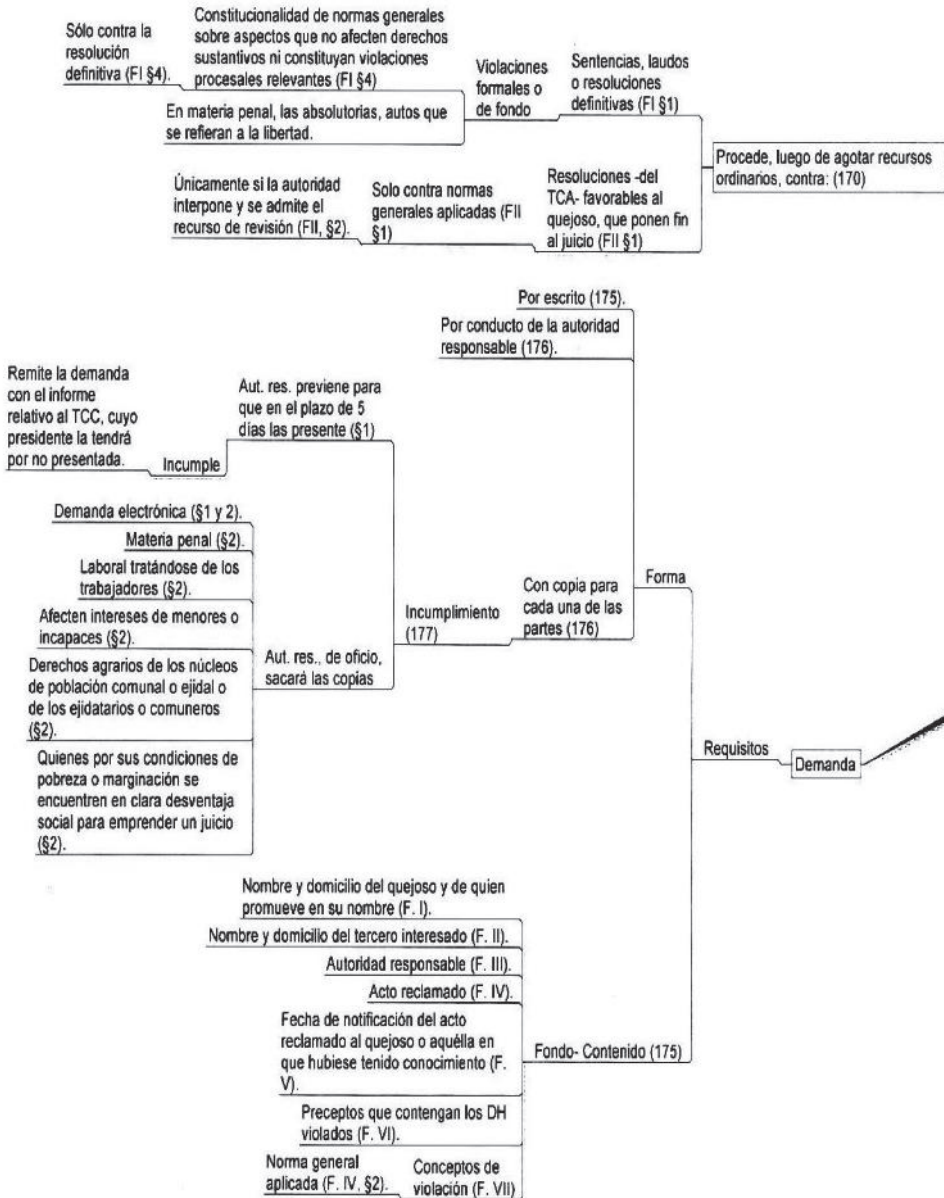 Sólo contra la
resolución
definitiva (FI §4).
Constitucionalidad de normas generales
sobre aspectos que no afecten derechos
sustantivos ni constituyan violaciones
procesales relevantes (FI §4)
En materia penal, las absolutorias, autos que
se refieran a la libertad.
Violaciones
formales o
de fondo
Sentencias, laudos
o resoluciones
definitivas (FI §1)
Procede, luego de agotar recursos
ordinarios, contra: (170)
Únicamente si la autoridad
interpone y se admite el
recurso de revisión (FII, §2).
Solo contra normas
generales aplicadas (FII
§1)
Resoluciones -del
TCA- favorables al
quejoso, que ponen fin
al juicio (FII §1)
Por escrito (175).
Por conducto de la autoridad
responsable (176).
Remite la demanda
con el informe
relativo al TCC, cuyo
presidente la tendrá
por no presentada.
Incumple
Aut. res. previene para
que en el plazo de 5
días las presente (§1)
Demanda electrónica (§1 y 2).
Materia penal (§2).
Laboral tratándose de los
trabajadores (§2).
Afecten intereses de menores o
incapaces (§2).
Derechos agrarios de los núcleos
de población comunal o ejidal o
de los ejidatarios o comuneros
(§2).
Quienes por sus condiciones de
pobreza o marginación se
encuentren en clara desventaja
social para emprender un juicio
(§2).
Aut. res., de oficio,
sacará las copias
Incumplimiento
(177)
Con copia para
cada una de las
partes (176)
Forma
Requisitos
Demanda
Nombre y domicilio del quejoso y de quien
promueve en su nombre (F. I).
Nombre y domicilio del tercero interesado (F. II).
Autoridad responsable (F. III).
Acto reclamado (F. IV).
Fecha de notificación del acto
reclamado al quejoso o aquélla en
que hubiese tenido conocimiento (F.
V).
Preceptos que contengan los DH
violados (F. VI).
Norma general
aplicada (F. IV, §2).
Conceptos de
violación (F. VII)
Fondo- Contenido (175)